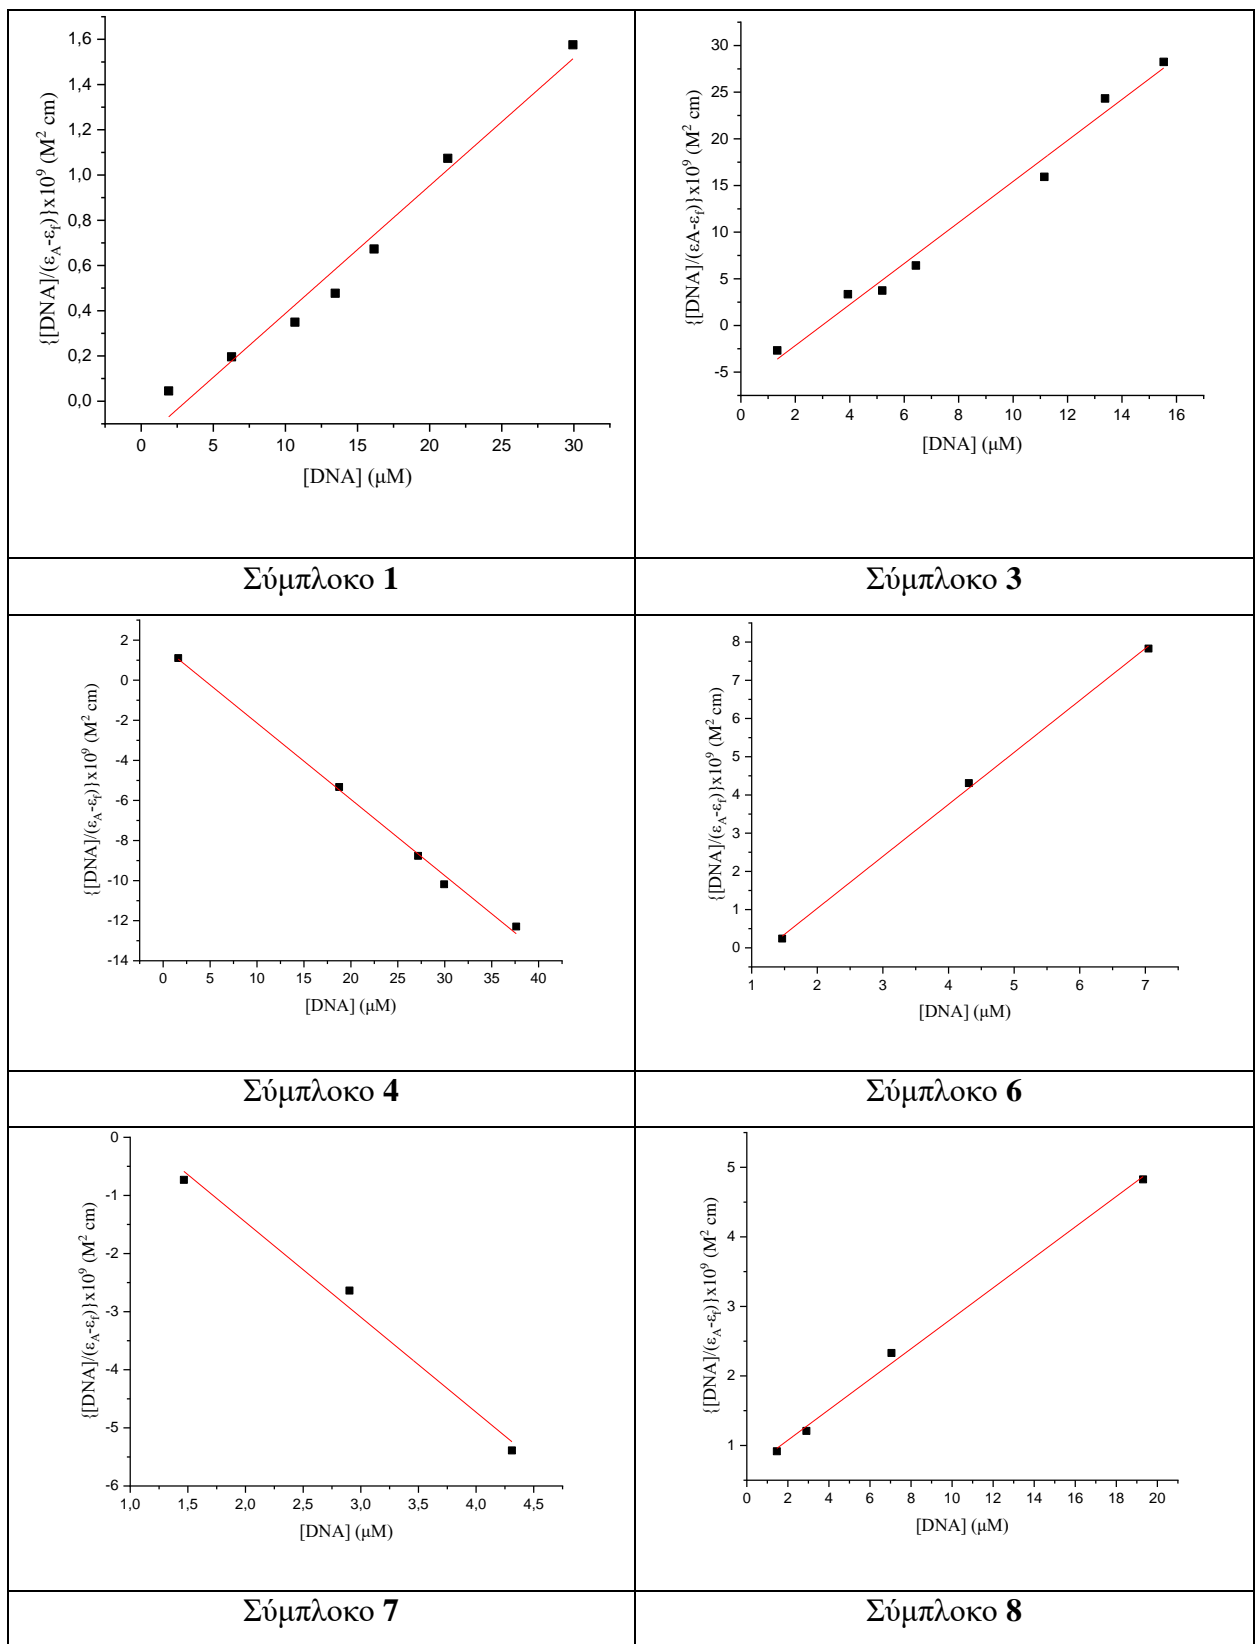 1,6
1,4
1,2
1,0
0,8
0,6
0,4
0,2
0,0
{[DNA]/(εA-εf)}x10⁹ (M² cm)
0 5 10 15 20 25 30
[DNA] (μM)
Σύμπλοκο 1
30
25
20
15
10
5
0
-5
{[DNA/(εA-εf)}x10⁹ (M² cm)
0 2 4 6 8 10 12 14 16
[DNA] (μM)
Σύμπλοκο 3
2
0
-2
-4
-6
-8
-10
-12
-14
{[DNA]/(εA-εf)}x10⁹ (M² cm)
0 5 10 15 20 25 30 35 40
[DNA] (μM)
Σύμπλοκο 4
8
7
6
5
4
3
2
1
0
{[DNA]/(εA-εf)}x10⁹ (M² cm)
1 2 3 4 5 6 7
[DNA] (μM)
Σύμπλοκο 6
0
-1
-2
-3
-4
-5
-6
{[DNA]/(εA-εf)}x10⁹ (M² cm)
1,0 1,5 2,0 2,5 3,0 3,5 4,0 4,5
[DNA] (μM)
Σύμπλοκο 7
5
4
3
2
1
{[DNA]/(εA-εf)}x10⁹ (M² cm)
0 2 4 6 8 10 12 14 16 18 20
[DNA] (μM)
Σύμπλοκο 8